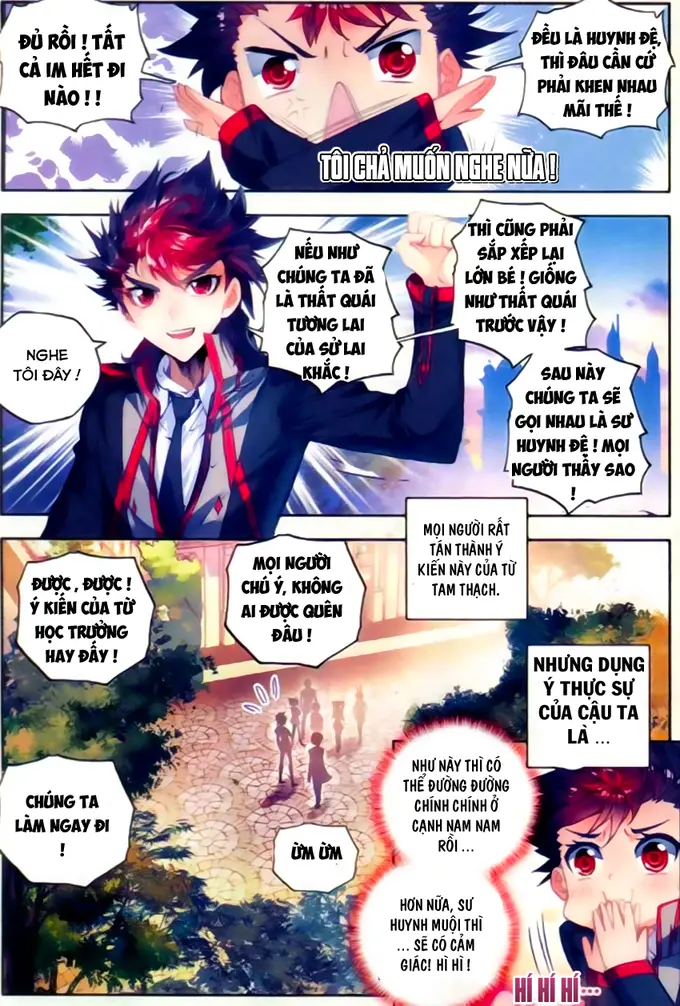 ĐỦ RỒI ! TẤT
CẢ IM HẾT ĐI
NÀO ! !
ĐỀU LÀ HUYNH ĐỆ,
THÌ ĐÂU CẦN CỨ
PHẢI KHEN NHAU
MÃI THẾ !
TÔI CHẢ MUỐN NGHE NỮA !
NGHE
TÔI ĐÂY !
NẾU NHƯ
CHÚNG TA ĐÃ
LÀ THẤT QUÁI
TƯƠNG LAI
CỦA SỬ LAI
KHẮC !
THÌ CŨNG PHẢI
SẮP XẾP LẠI
LỚN BÉ ! GIỐNG
NHƯ THẤT QUÁI
TRƯỚC VẬY !
SAU NÀY
CHÚNG TA SẼ
GỌI NHAU LÀ SƯ
HUYNH ĐỆ ! MỌI
NGƯỜI THẤY SAO
!
MỌI NGƯỜI RẤT
TÁN THÀNH Ý
KIẾN NÀY CỦA TỪ
TAM THẠCH.
ĐƯỢC , ĐƯỢC !
Ý KIẾN CỦA TỪ
HỌC TRƯỞNG
HAY ĐẤY !
MỌI NGƯỜI
CHÚ Ý, KHÔNG
AI ĐƯỢC QUÊN
ĐÂU !
NHƯNG DỤNG
Ý THỰC SỰ
CỦA CẬU TA
LÀ ...
CHÚNG TA
LÀM NGAY ĐI
!
ỪM ỪM
NHƯ NÀY THÌ CÓ
THỂ ĐƯỜNG ĐƯỜNG
CHÍNH CHÍNH Ở
CẠNH NAM NAM
RỒI ...
HƠN NỮA, SƯ
HUYNH MUỘI THÌ
... SẼ CÓ CẢM
GIÁC! HÌ HÌ !
HÍ HÍ HÍ...